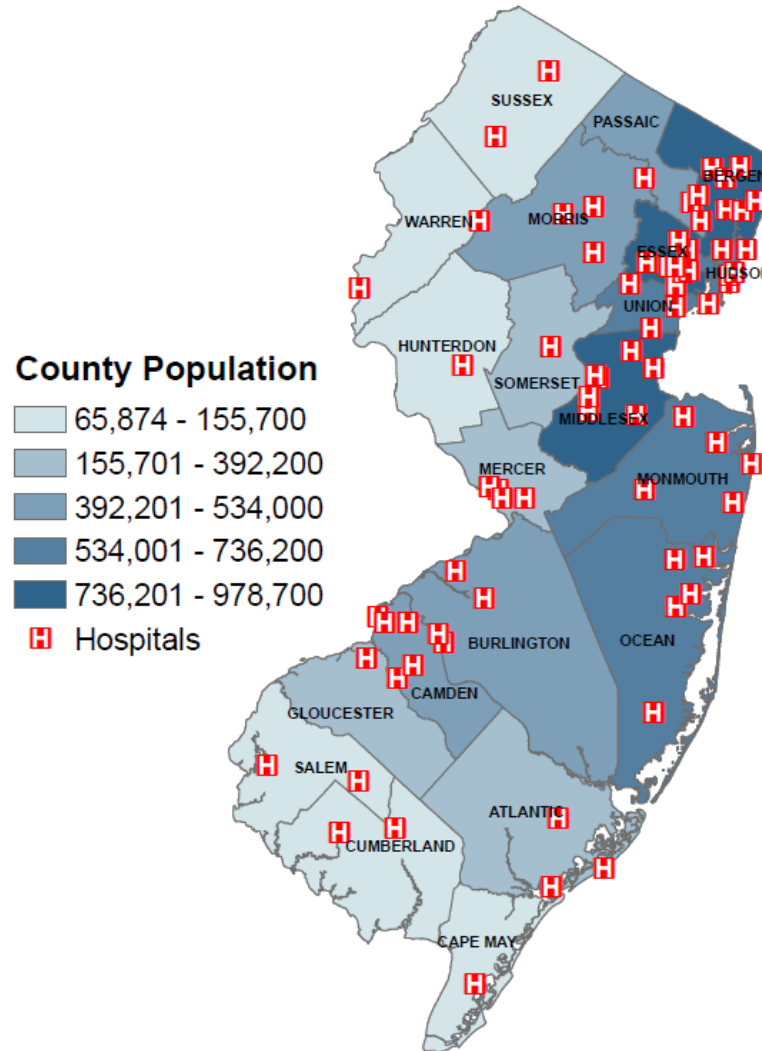 SUSSEX
PASSAIC
BERGEN
WARREN
MORRIS
ESSEX
HUDSON
UNION
HUNTERDON
SOMERSET
County Population
65,874 - 155,700
155,701 - 392,200
392,201 - 534,000
534,001 - 736,200
736,201 - 978,700
H Hospitals
MIDDLESEX
MERCER
MONMOUTH
BURLINGTON
OCEAN
CAMDEN
GLOUCESTER
SALEM
ATLANTIC
CUMBERLAND
CAPE MAY